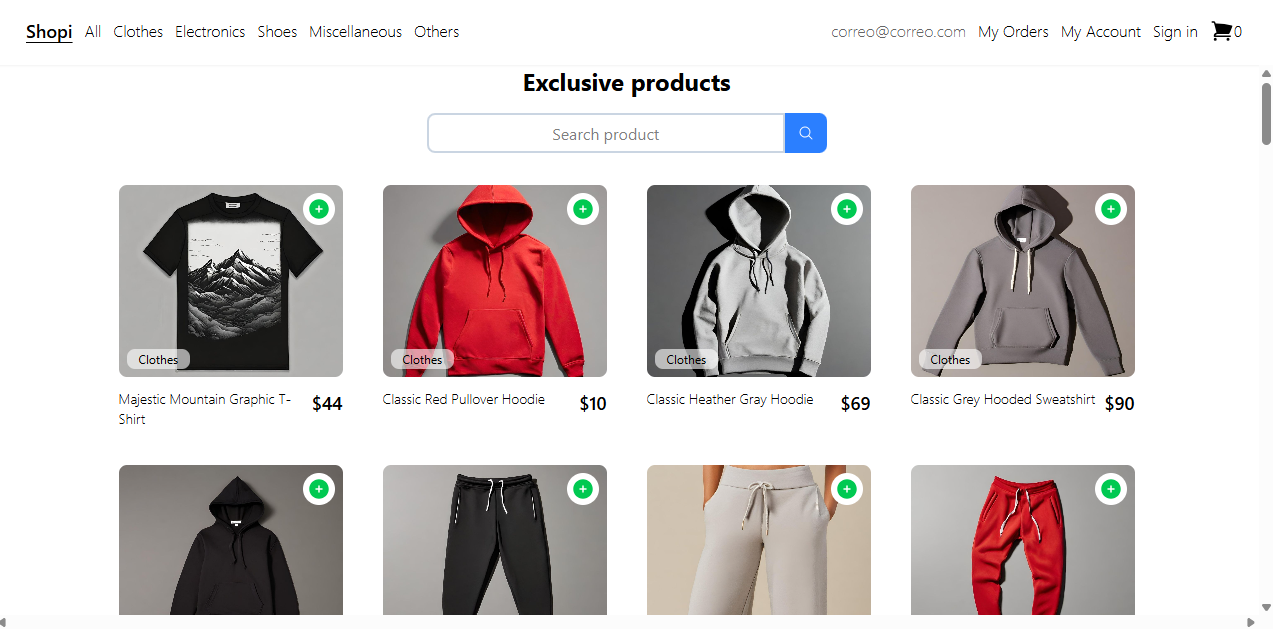 Shopi All Clothes Electronics Shoes Miscellaneous Others correo@correo.com My Orders My Account Sign in 0
Exclusive products
Search product
Clothes
Clothes
Clothes
Clothes
Majestic Mountain Graphic T-
Shirt
$44
Classic Red Pullover Hoodie
$10
Classic Heather Gray Hoodie
$69
Classic Grey Hooded Sweatshirt
$90